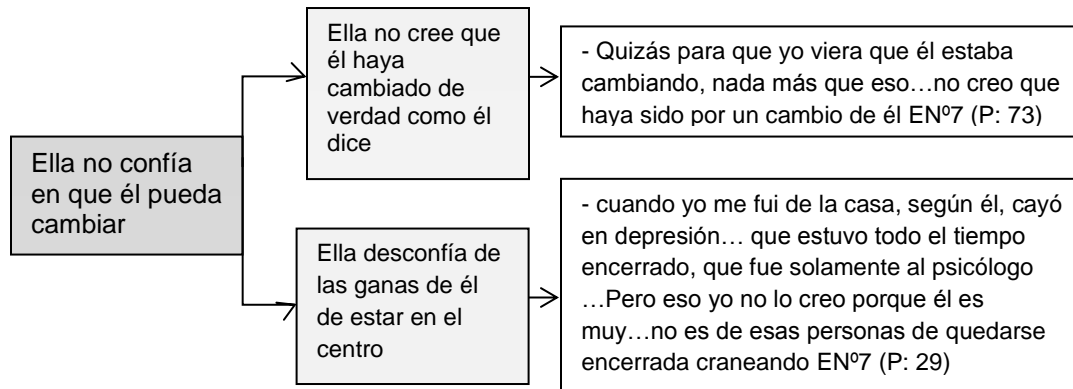 Ella no confía
en que él pueda
cambiar
Ella no cree que
él haya
cambiado de
verdad como él
dice
- Quizás para que yo viera que él estaba
cambiando, nada más que eso…no creo que
haya sido por un cambio de él ENº7 (P: 73)
Ella desconfía de
las ganas de él
de estar en el
centro
- cuando yo me fui de la casa, según él, cayó
en depresión… que estuvo todo el tiempo
encerrado, que fue solamente al psicólogo
…Pero eso yo no lo creo porque él es
muy…no es de esas personas de quedarse
encerrada craneando ENº7 (P: 29)